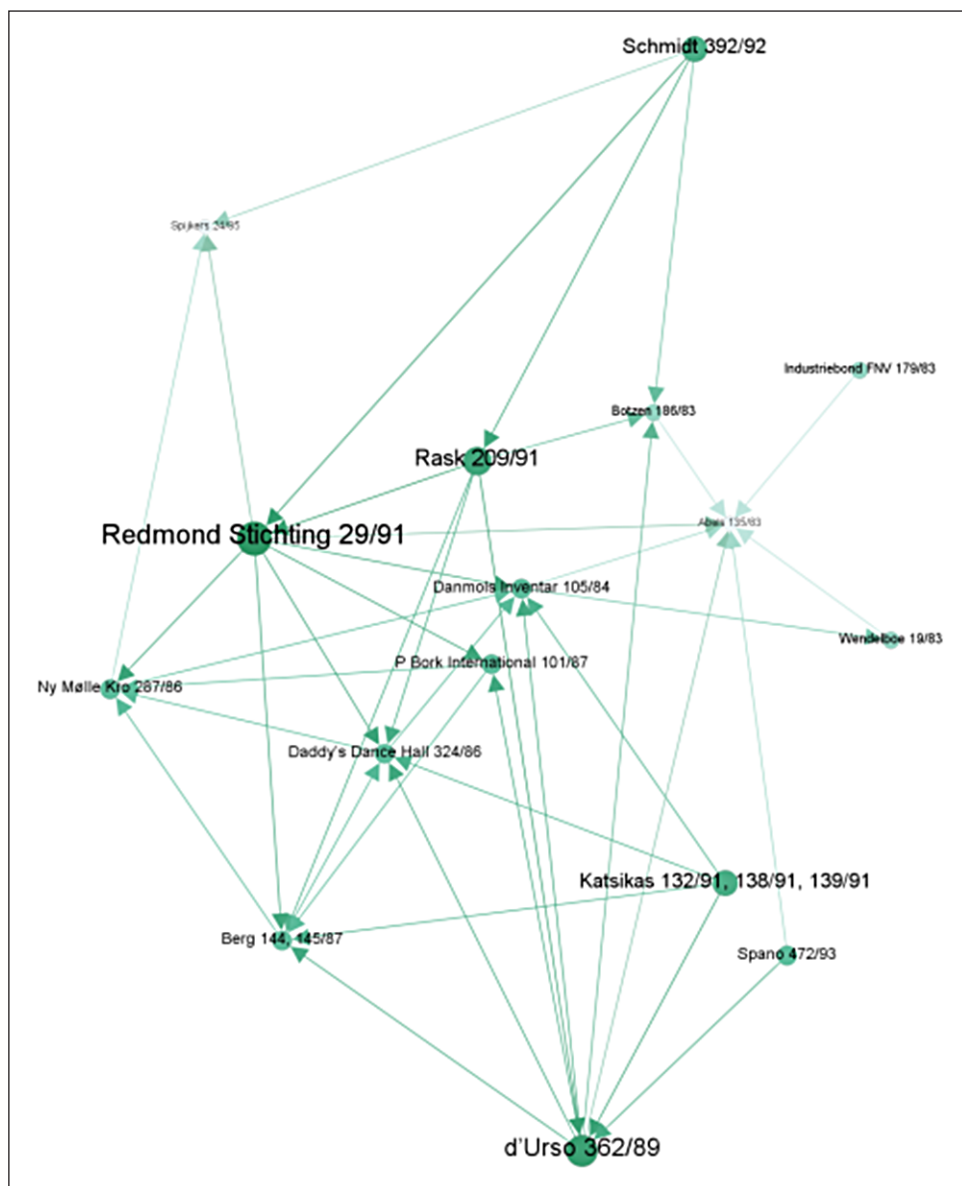 Schmidt 392/92
Spijkers 24/85
Industriebond FNV 179/83
Botzen 186/83
Rask 209/91
Abels 135/83
Redmond Stichting 29/91
Danmols Inventar 105/84
Wendelboe 19/83
P Bork International 101/87
Ny Mølle Kro 287/86
Daddy's Dance Hall 324/86
Katsikas 132/91, 138/91, 139/91
Berg 144, 145/87
Spano 472/93
d'Urso 362/89